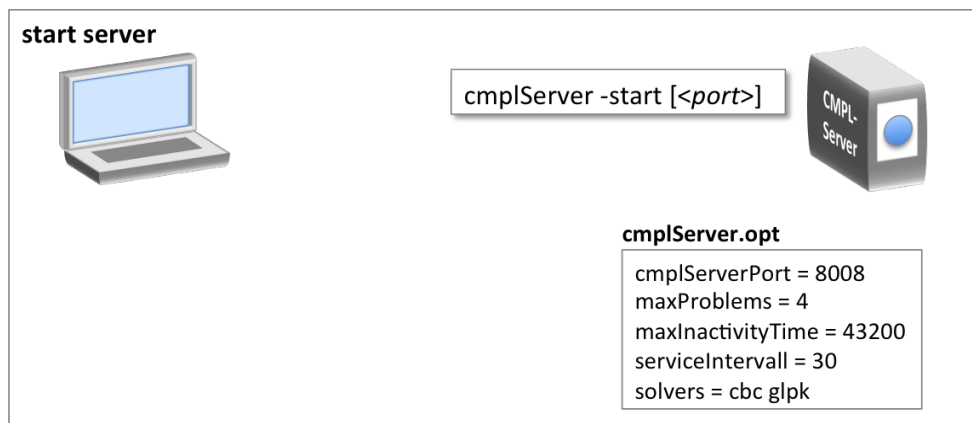 start server
cmplServer -start [<port>]
CMPL-
Server
cmplServer.opt
cmplServerPort = 8008
maxProblems = 4
maxInactivityTime = 43200
serviceIntervall = 30
solvers = cbc glpk